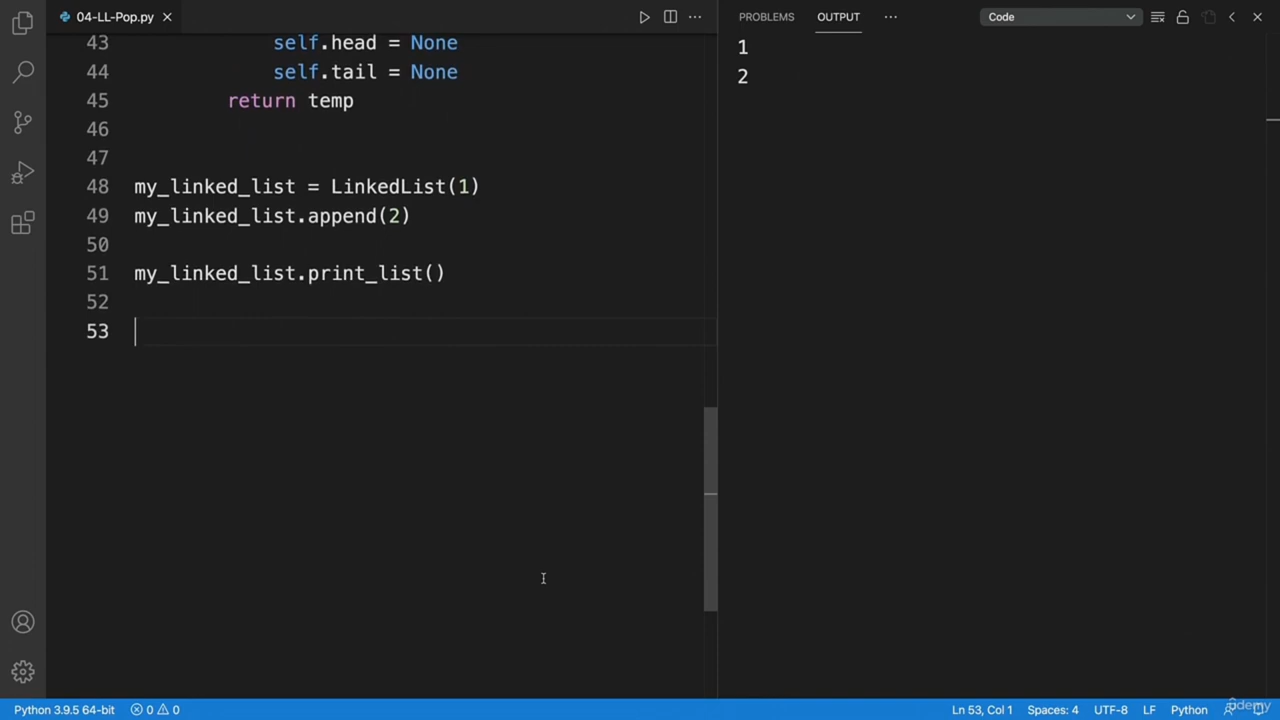 04-LL-Pop.py
43 self.head = None
44 self.tail = None
45 return temp
46
47
48 my_linked_list = LinkedList(1)
49 my_linked_list.append(2)
50
51 my_linked_list.print_list()
52
53
PROBLEMS OUTPUT Code
1
2
Python 3.9.5 64-bit 0 0 Ln 53, Col 1 Spaces: 4 UTF-8 LF Python
ûdemy